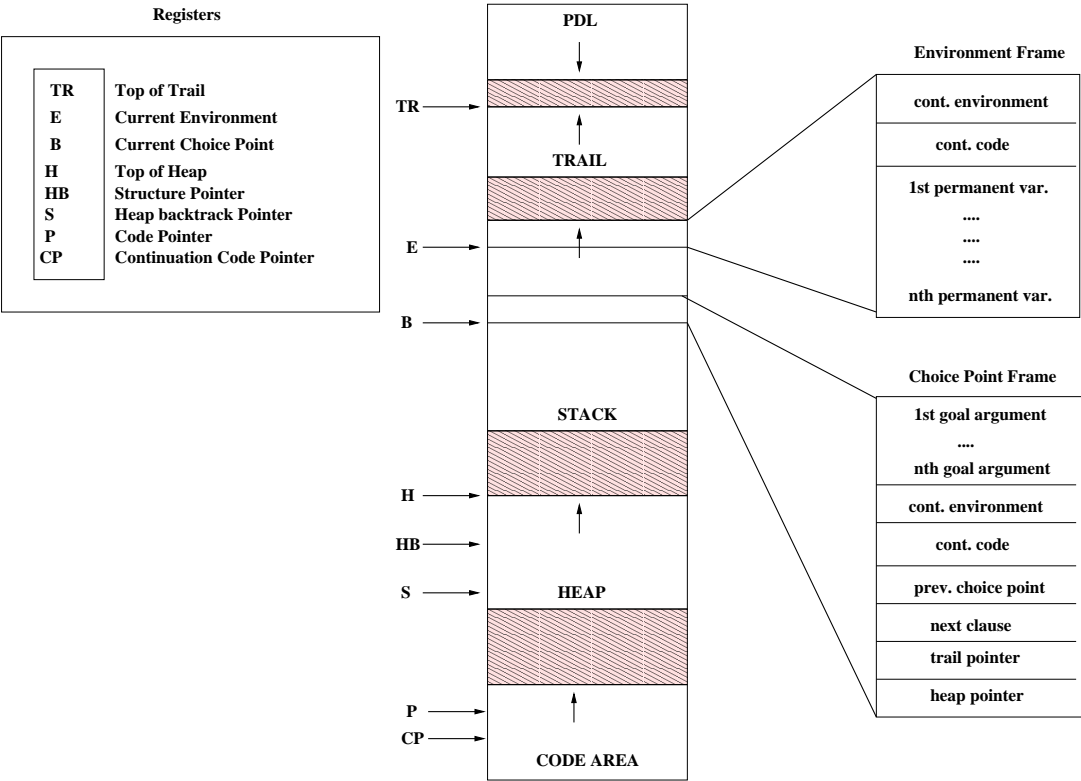 Registers
TR Top of Trail
E Current Environment
B Current Choice Point
H Top of Heap
HB Structure Pointer
S Heap backtrack Pointer
P Code Pointer
CP Continuation Code Pointer
PDL
TR
TRAIL
E
B
STACK
H
HB
S
HEAP
P
CP
CODE AREA
Environment Frame
cont. environment
cont. code
1st permanent var.
....
....
....
nth permanent var.
Choice Point Frame
1st goal argument
....
nth goal argument
cont. environment
cont. code
prev. choice point
next clause
trail pointer
heap pointer